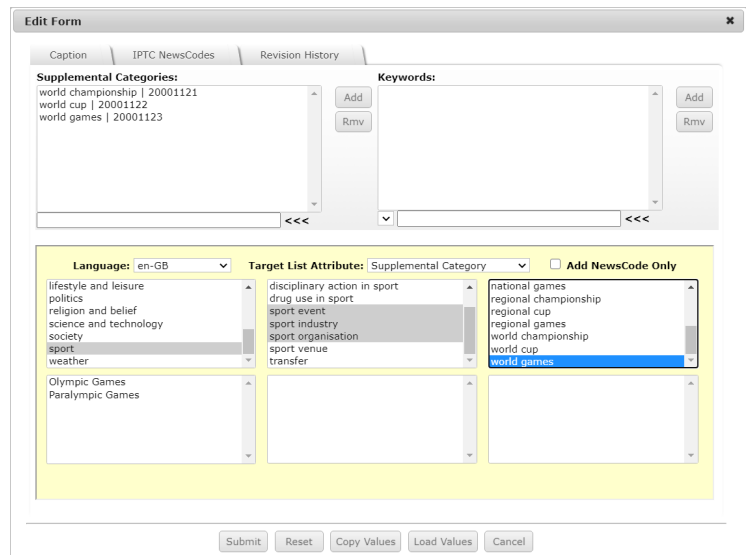 Edit Form
Caption IPTC NewsCodes Revision History
Supplemental Categories: Keywords:
world championship | 20001121
world cup | 20001122
world games | 20001123
Add
Rmv
Add
Rmv
<<<
<<<
Language: en-GB Target List Attribute: Supplemental Category Add NewsCode Only
lifestyle and leisure
politics
religion and belief
science and technology
society
sport
weather
disciplinary action in sport
drug use in sport
sport event
sport industry
sport organisation
sport venue
transfer
national games
regional championship
regional cup
regional games
world championship
world cup
world games
Olympic Games
Paralympic Games
Submit Reset Copy Values Load Values Cancel